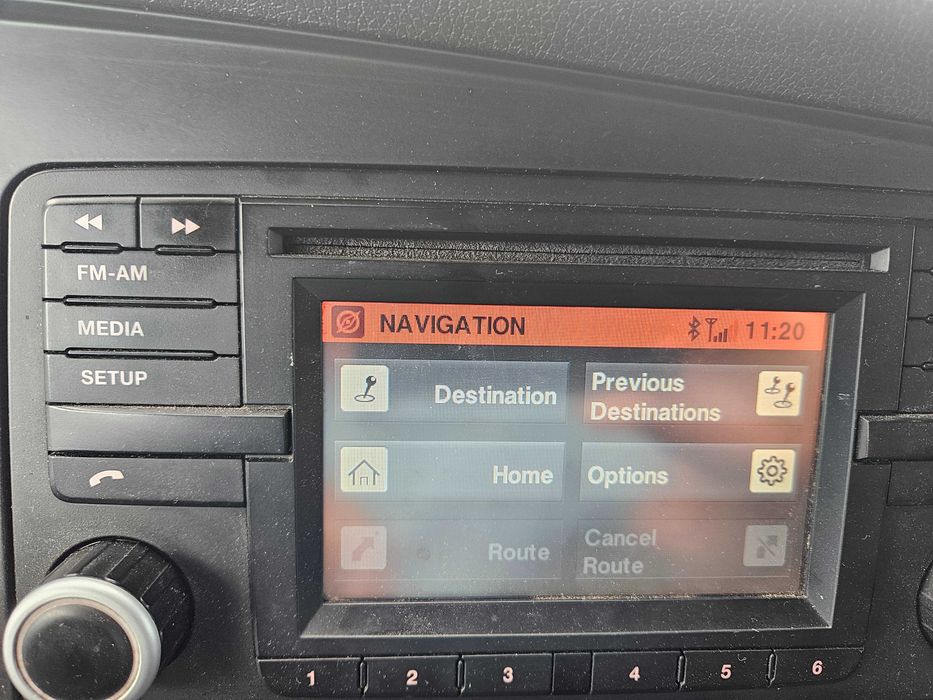 FM-AM
MEDIA
SETUP
NAVIGATION 11:20
Destination
Previous
Destinations
Home
Options
Route
Cancel
Route
1 2 3 4 5 6